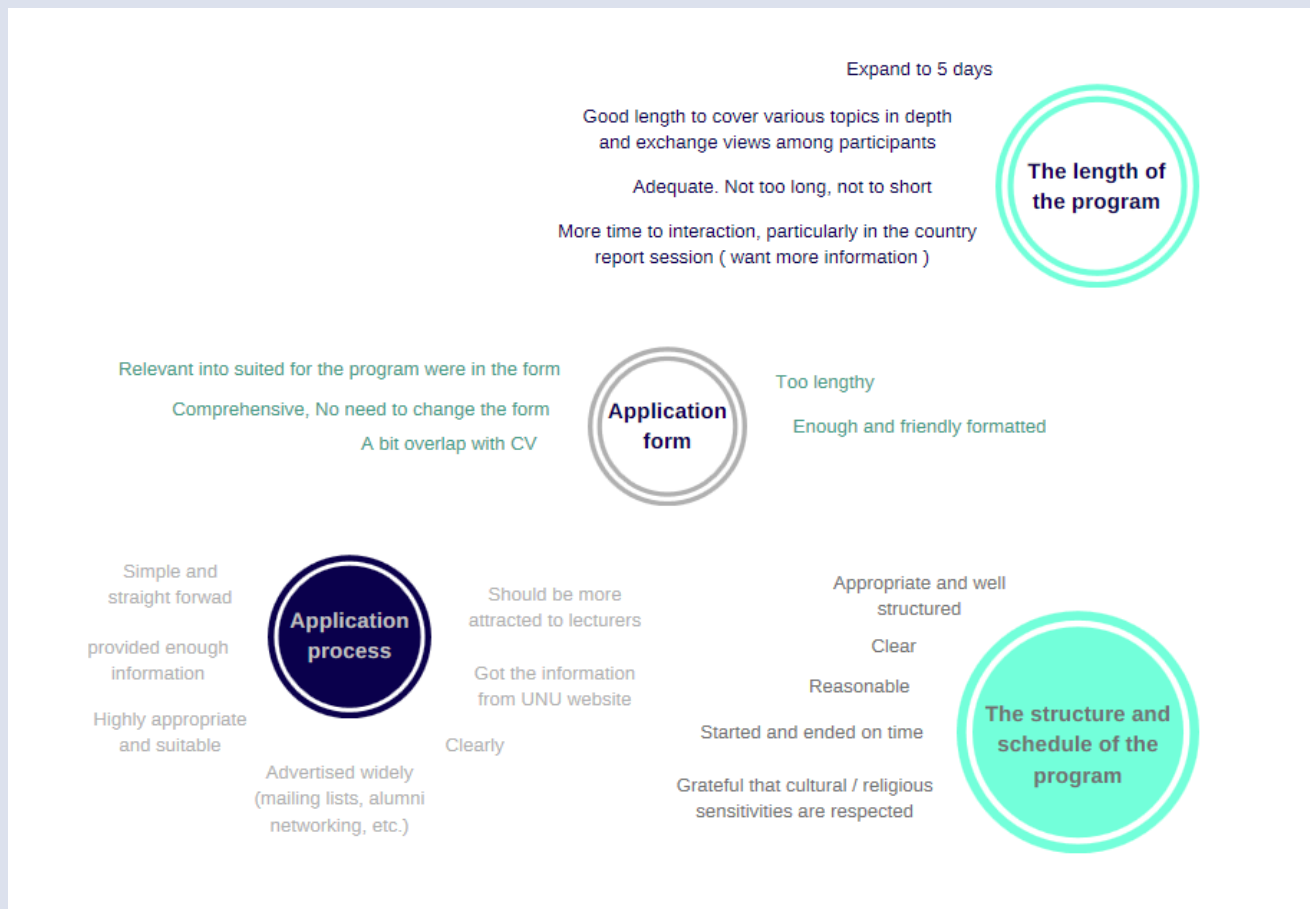 Expand to 5 days
Good length to cover various topics in depth
and exchange views among participants
Adequate. Not too long, not to short
More time to interaction, particularly in the country
report session ( want more information )
The length of
the program
Relevant into suited for the program were in the form
Comprehensive, No need to change the form
A bit overlap with CV
Application
form
Too lengthy
Enough and friendly formatted
Simple and
straight forwad
provided enough
information
Highly appropriate
and suitable
Application
process
Should be more
attracted to lecturers
Got the information
from UNU website
Clearly
Advertised widely
(mailing lists, alumni
networking, etc.)
Appropriate and well
structured
Clear
Reasonable
Started and ended on time
Grateful that cultural / religious
sensitivities are respected
The structure and
schedule of the
program